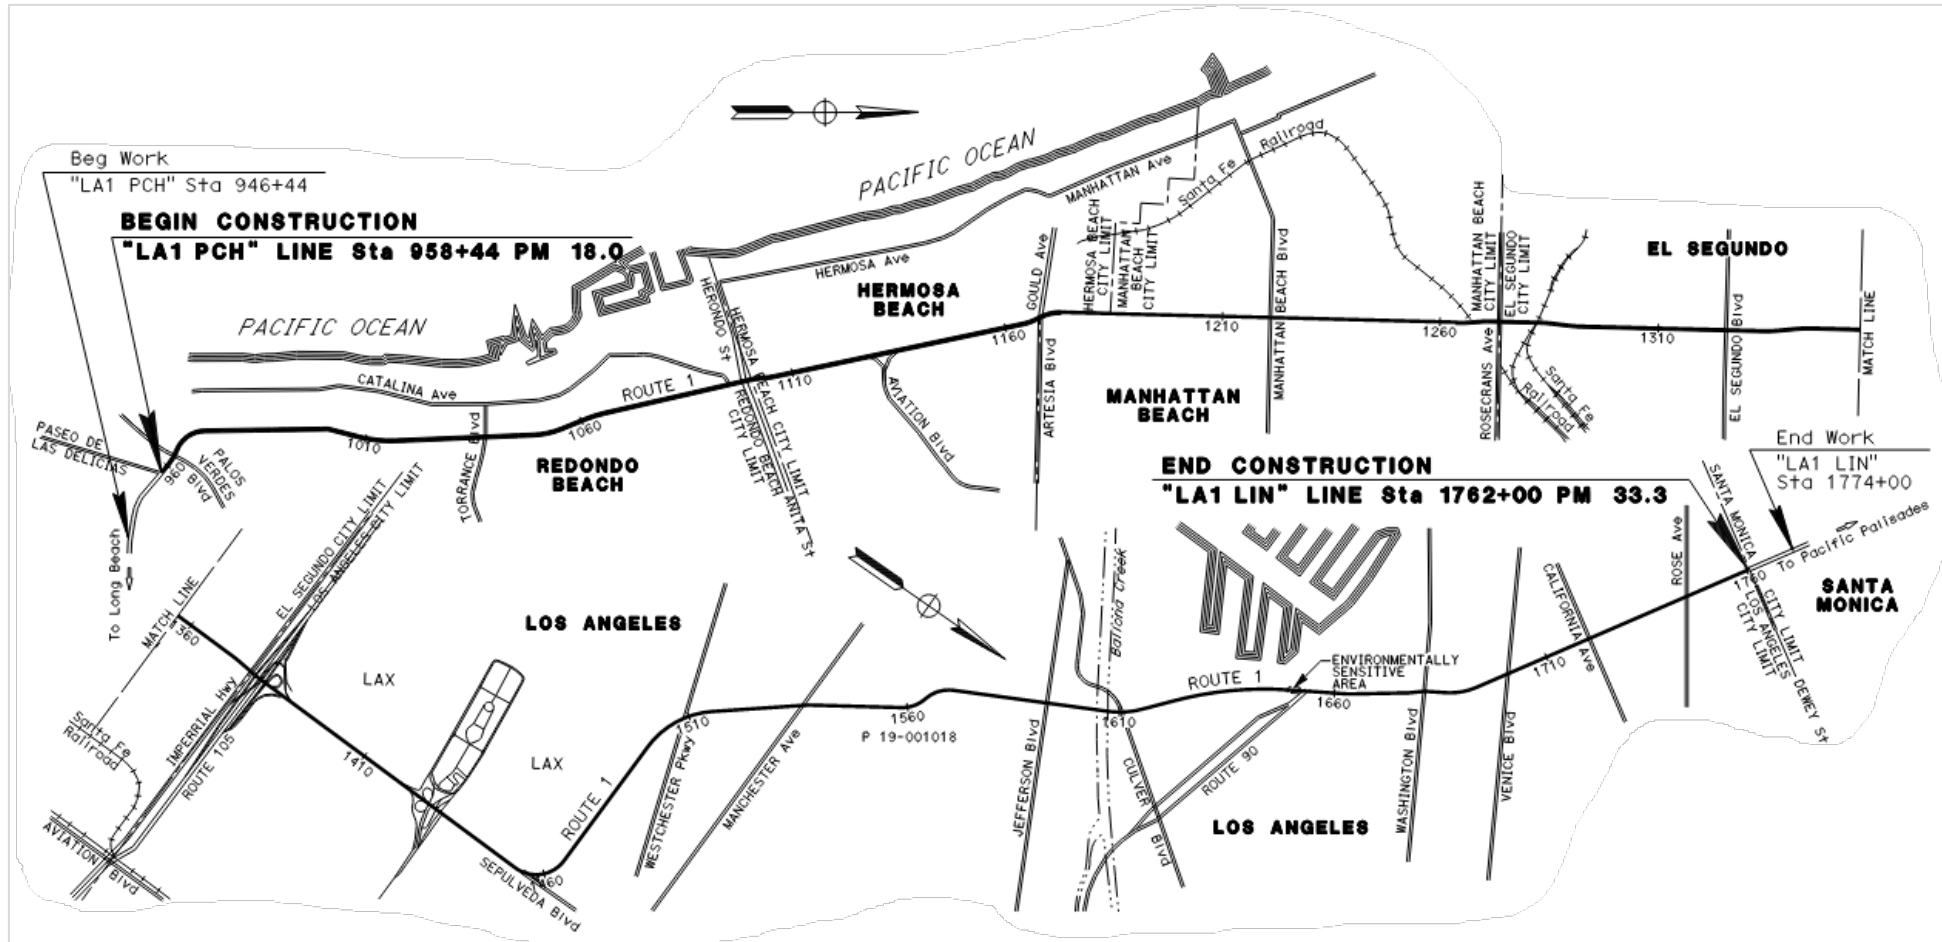 Beg Work
"LA1 PCH" Sta 946+44
BEGIN CONSTRUCTION
"LA1 PCH" LINE Sta 958+44 PM 18.0
PACIFIC OCEAN
PACIFIC OCEAN
MANHATTAN Ave
Santa Fe
Railroad
HERMOSA Ave
HERMOSA
BEACH
HERONDO St
HERMOSA BEACH CITY LIMIT
REDONDO BEACH
CITY LIMIT
ANITA St
GOULD Ave
HERMOSA BEACH
CITY LIMIT
MANHATTAN
BEACH
CITY LIMIT
MANHATTAN BEACH Blvd
MANHATTAN BEACH
CITY LIMIT
EL SEGUNDO
CITY LIMIT
EL SEGUNDO
EL SEGUNDO Blvd
MATCH LINE
CATALINA Ave
ROUTE 1
960
1010
1060
1110
1160
1210
1260
1310
PASEO DE
LAS DELICIAS
PALOS
VERDES
Blvd
TORRANCE Blvd
REDONDO
BEACH
AVIATION Blvd
ARTESIA Blvd
MANHATTAN
BEACH
ROSECRANS Ave
Santa Fe
Railroad
To Long Beach
End Work
"LA1 LIN"
Sta 1774+00
END CONSTRUCTION
"LA1 LIN" LINE Sta 1762+00 PM 33.3
SANTA MONICA
CITY LIMIT
LOS ANGELES
CITY LIMIT
DEWEY St
To Pacific Palisades
SANTA
MONICA
MATCH LINE
1360
EL SEGUNDO CITY LIMIT
LOS ANGELES CITY LIMIT
IMPERRIAL Hwy
ROUTE 105
Santa Fe
Railroad
AVIATION
Blvd
LOS ANGELES
LAX
LAX
1410
1460
SEPULVEDA Blvd
ROUTE 1
1510
WESTCHESTER Pkwy
MANCHESTER Ave
1560
P 19-001018
JEFFERSON Blvd
Ballona Creek
1610
CULVER
Blvd
ROUTE 1
ROUTE 90
ENVIRONMENTALLY
SENSITIVE
AREA
1660
WASHINGTON Blvd
VENICE Blvd
1710
CALIFORNIA Ave
ROSE Ave
1760
LOS ANGELES